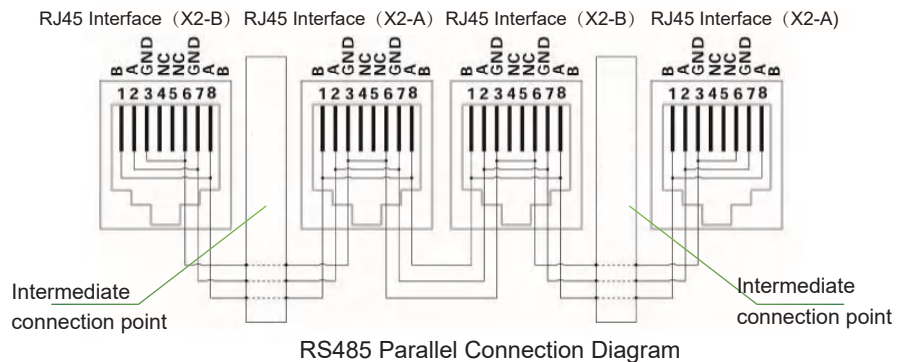 RJ45 Interface（X2-B） RJ45 Interface（X2-A） RJ45 Interface（X2-B） RJ45 Interface（X2-A)
B A GND NC NC GND A B
B A GND NC NC GND A B
B A GND NC NC GND A B
B A GND NC NC GND A B
12345678
12345678
12345678
12345678
Intermediate
connection point
Intermediate
connection point
RS485 Parallel Connection Diagram